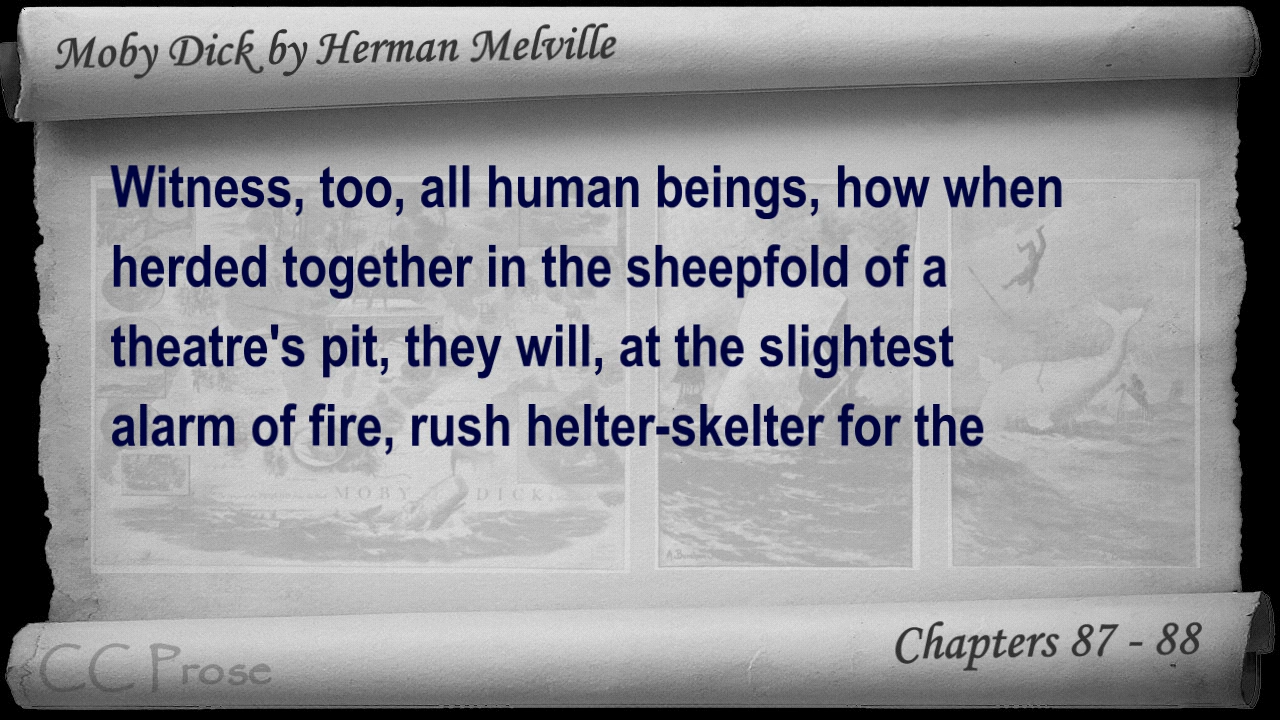 Moby Dick by Herman Melville
Witness, too, all human beings, how when
herded together in the sheepfold of a
theatre's pit, they will, at the slightest
alarm of fire, rush helter-skelter for the
MOBY DICK
Chapters 87 - 88
CC Prose